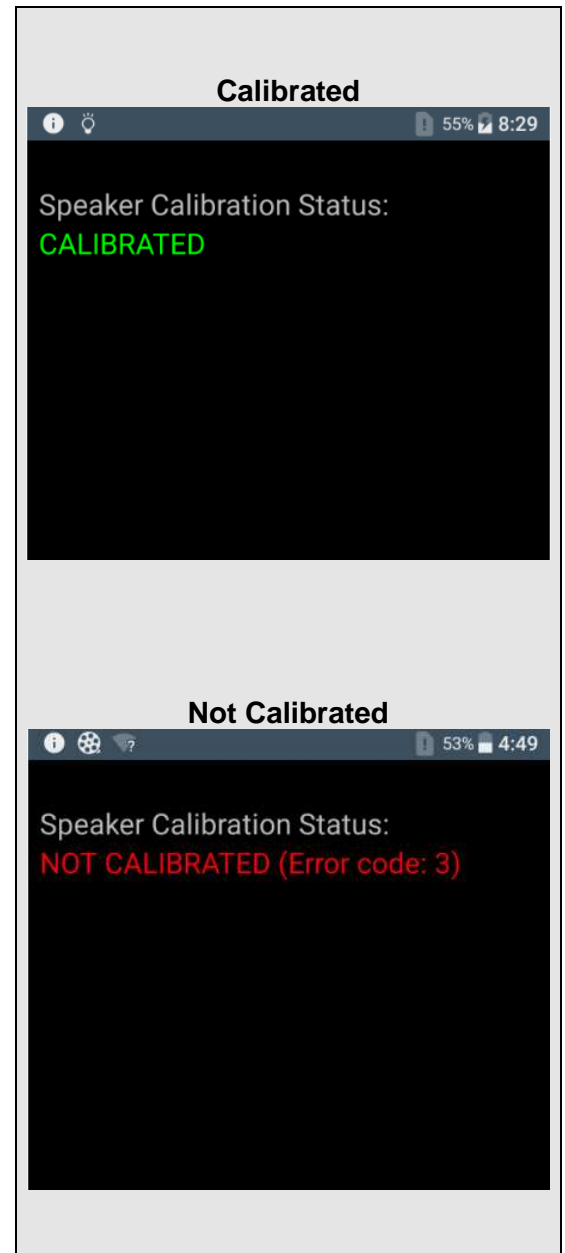 Calibrated
55% 8:29
Speaker Calibration Status:
CALIBRATED
Not Calibrated
? 53% 4:49
Speaker Calibration Status:
NOT CALIBRATED (Error code: 3)